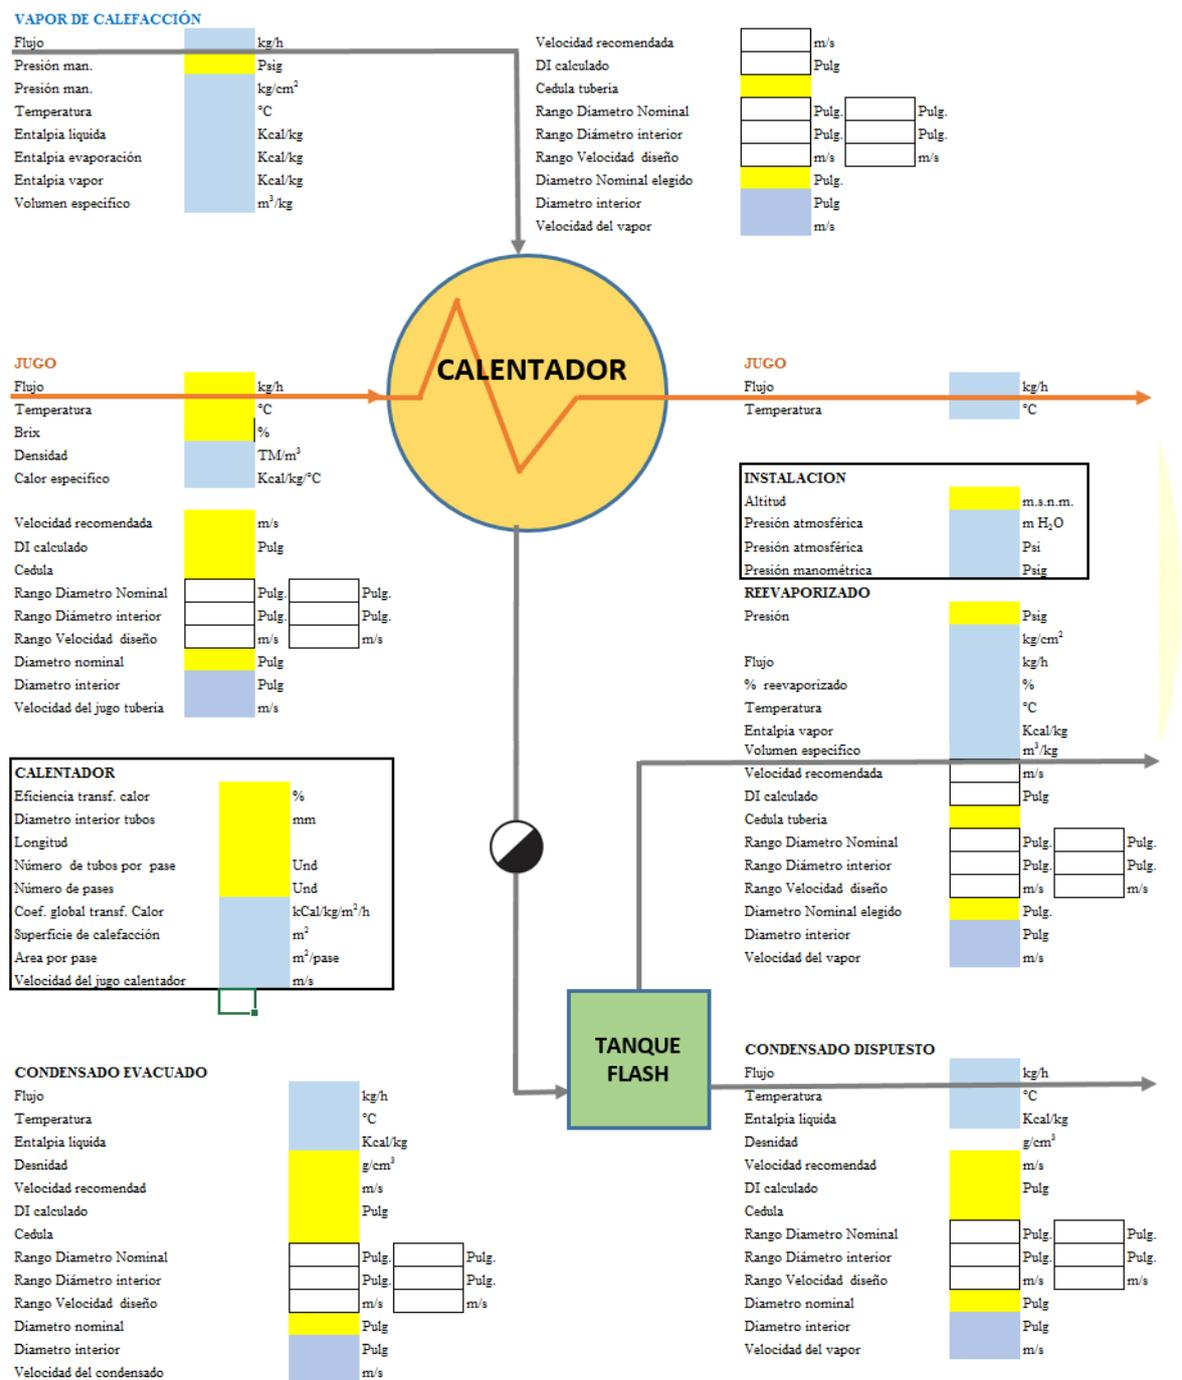 VAPOR DE CALEFACCIÓN
Flujo kg/h
Presión man. Psig
Presión man. kg/cm²
Temperatura °C
Entalpia liquida Kcal/kg
Entalpia evaporación Kcal/kg
Entalpia vapor Kcal/kg
Volumen especifico m³/kg
Velocidad recomendada m/s
DI calculado Pulg
Cedula tuberia
Rango Diametro Nominal Pulg. Pulg.
Rango Diámetro interior Pulg. Pulg.
Rango Velocidad diseño m/s m/s
Diametro Nominal elegido Pulg.
Diametro interior Pulg
Velocidad del vapor m/s
CALENTADOR
JUGO
Flujo kg/h
Temperatura °C
Brix %
Densidad TM/m³
Calor especifico Kcal/kg/°C
Velocidad recomendada m/s
DI calculado Pulg
Cedula
Rango Diametro Nominal Pulg. Pulg.
Rango Diámetro interior Pulg. Pulg.
Rango Velocidad diseño m/s m/s
Diametro nominal Pulg
Diametro interior Pulg
Velocidad del jugo tuberia m/s
JUGO
Flujo kg/h
Temperatura °C
INSTALACION
Altitud m.s.n.m.
Presión atmosférica m H₂O
Presión atmosférica Psi
Presión manométrica Psig
REEVAPORIZADO
Presión Psig
kg/cm²
Flujo kg/h
% reevaporizado %
Temperatura °C
Entalpia vapor Kcal/kg
Volumen especifico m³/kg
Velocidad recomendada m/s
DI calculado Pulg
Cedula tuberia
Rango Diametro Nominal Pulg. Pulg.
Rango Diámetro interior Pulg. Pulg.
Rango Velocidad diseño m/s m/s
Diametro Nominal elegido Pulg.
Diametro interior Pulg
Velocidad del vapor m/s
CALENTADOR
Eficiencia transf. calor %
Diametro interior tubos mm
Longitud
Número de tubos por pase Und
Número de pases Und
Coef. global transf. Calor kCal/kg/m²/h
Superficie de calefacción m²
Area por pase m²/pase
Velocidad del jugo calentador m/s
TANQUE
FLASH
CONDENSADO EVACUADO
Flujo kg/h
Temperatura °C
Entalpia liquida Kcal/kg
Desnidad g/cm³
Velocidad recomendad m/s
DI calculado Pulg
Cedula
Rango Diametro Nominal Pulg. Pulg.
Rango Diámetro interior Pulg. Pulg.
Rango Velocidad diseño m/s m/s
Diametro nominal Pulg
Diametro interior Pulg
Velocidad del condensado m/s
CONDENSADO DISPUESTO
Flujo kg/h
Temperatura °C
Entalpia liquida Kcal/kg
Desnidad g/cm³
Velocidad recomendad m/s
DI calculado Pulg
Cedula
Rango Diametro Nominal Pulg. Pulg.
Rango Diámetro interior Pulg. Pulg.
Rango Velocidad diseño m/s m/s
Diametro nominal Pulg
Diametro interior Pulg
Velocidad del vapor m/s